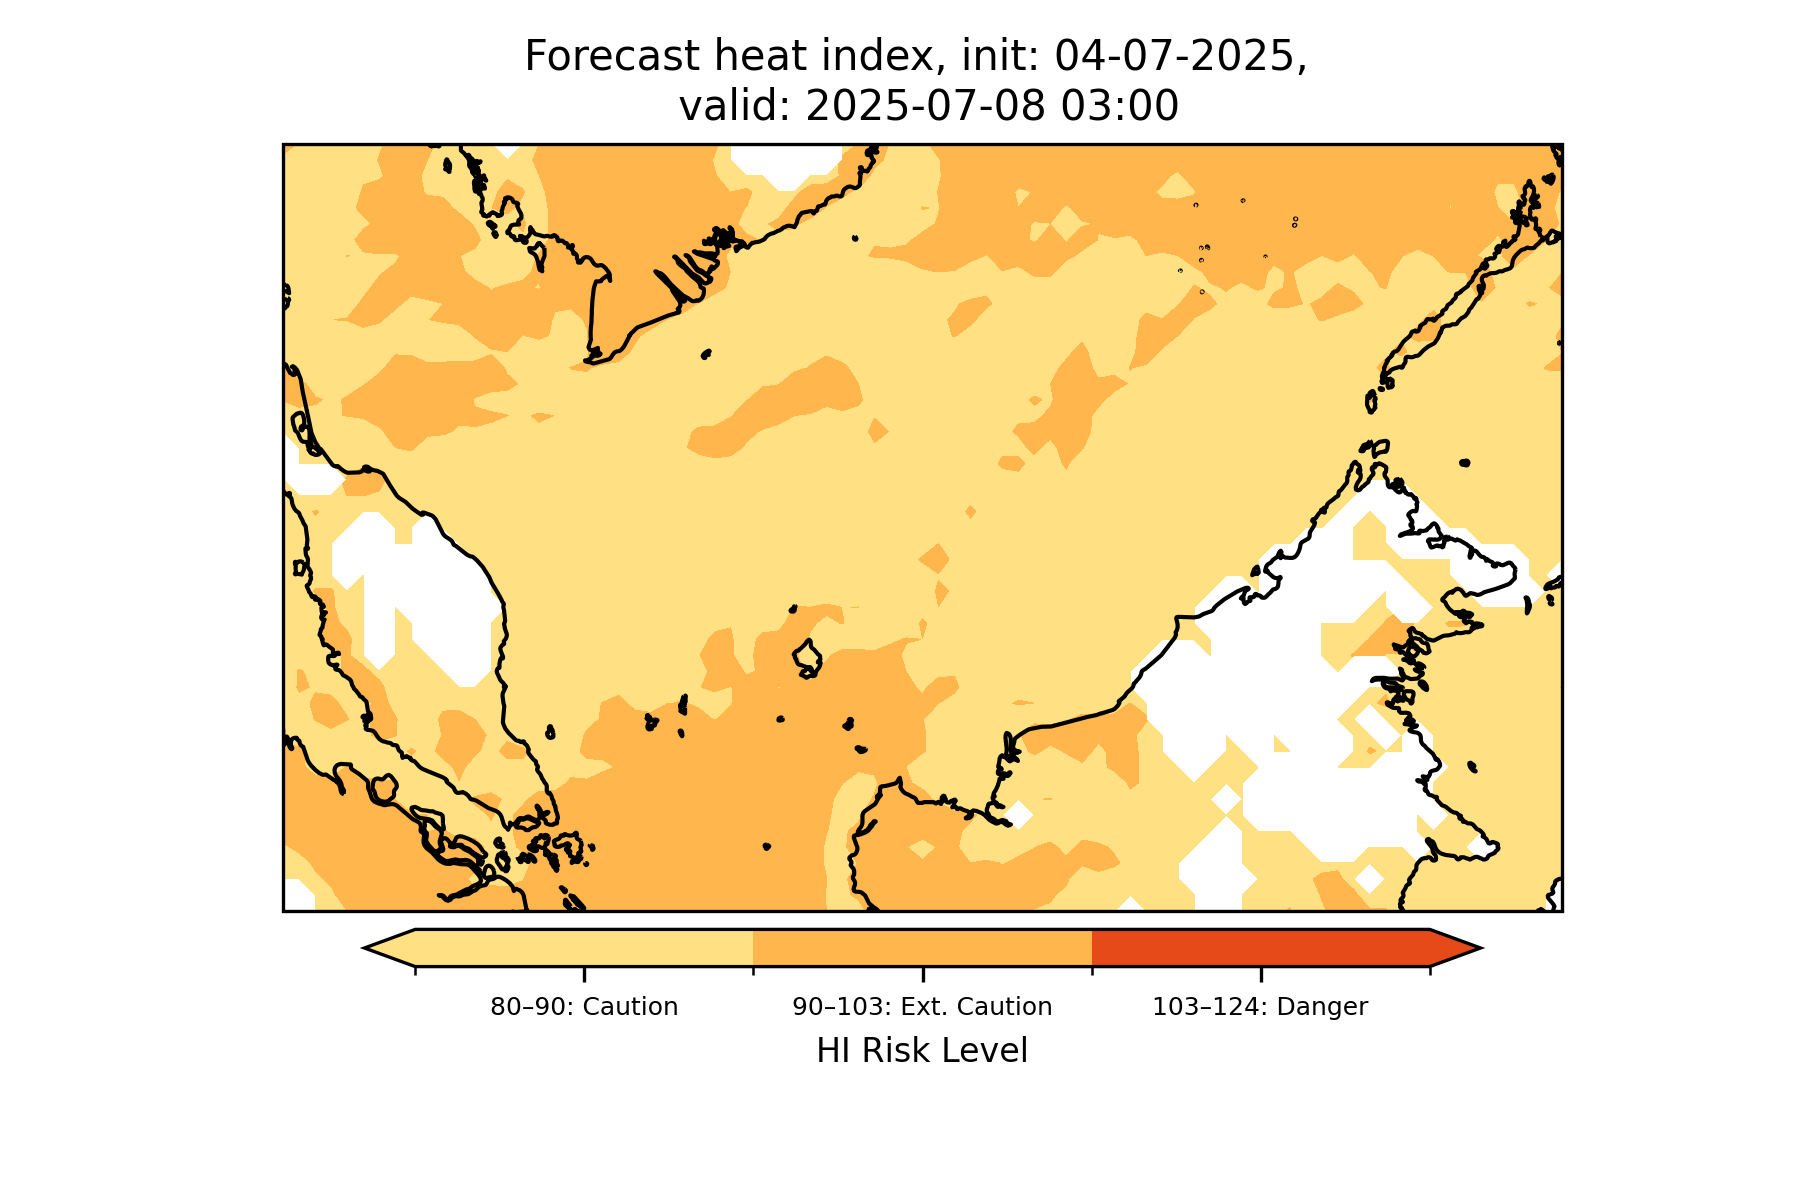 Forecast heat index, init: 04-07-2025,
valid: 2025-07-08 03:00
80–90: Caution
90–103: Ext. Caution
103–124: Danger
HI Risk Level